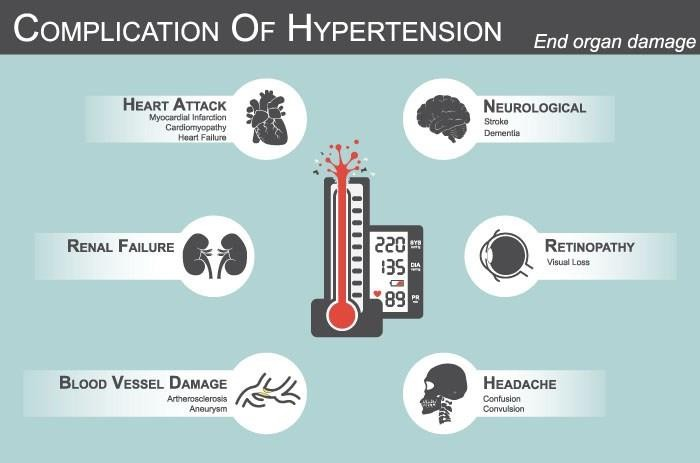 COMPLICATION OF HYPERTENSION
End organ damage
HEART ATTACK
Myocardial Infarction
Cardiomyopathy
Heart Failure
NEUROLOGICAL
Stroke
Dementia
RENAL FAILURE
220 SYS
135 DIA
89 PR
RETINOPATHY
Visual Loss
BLOOD VESSEL DAMAGE
Artherosclerosis
Aneurysm
HEADACHE
Confusion
Convulsion